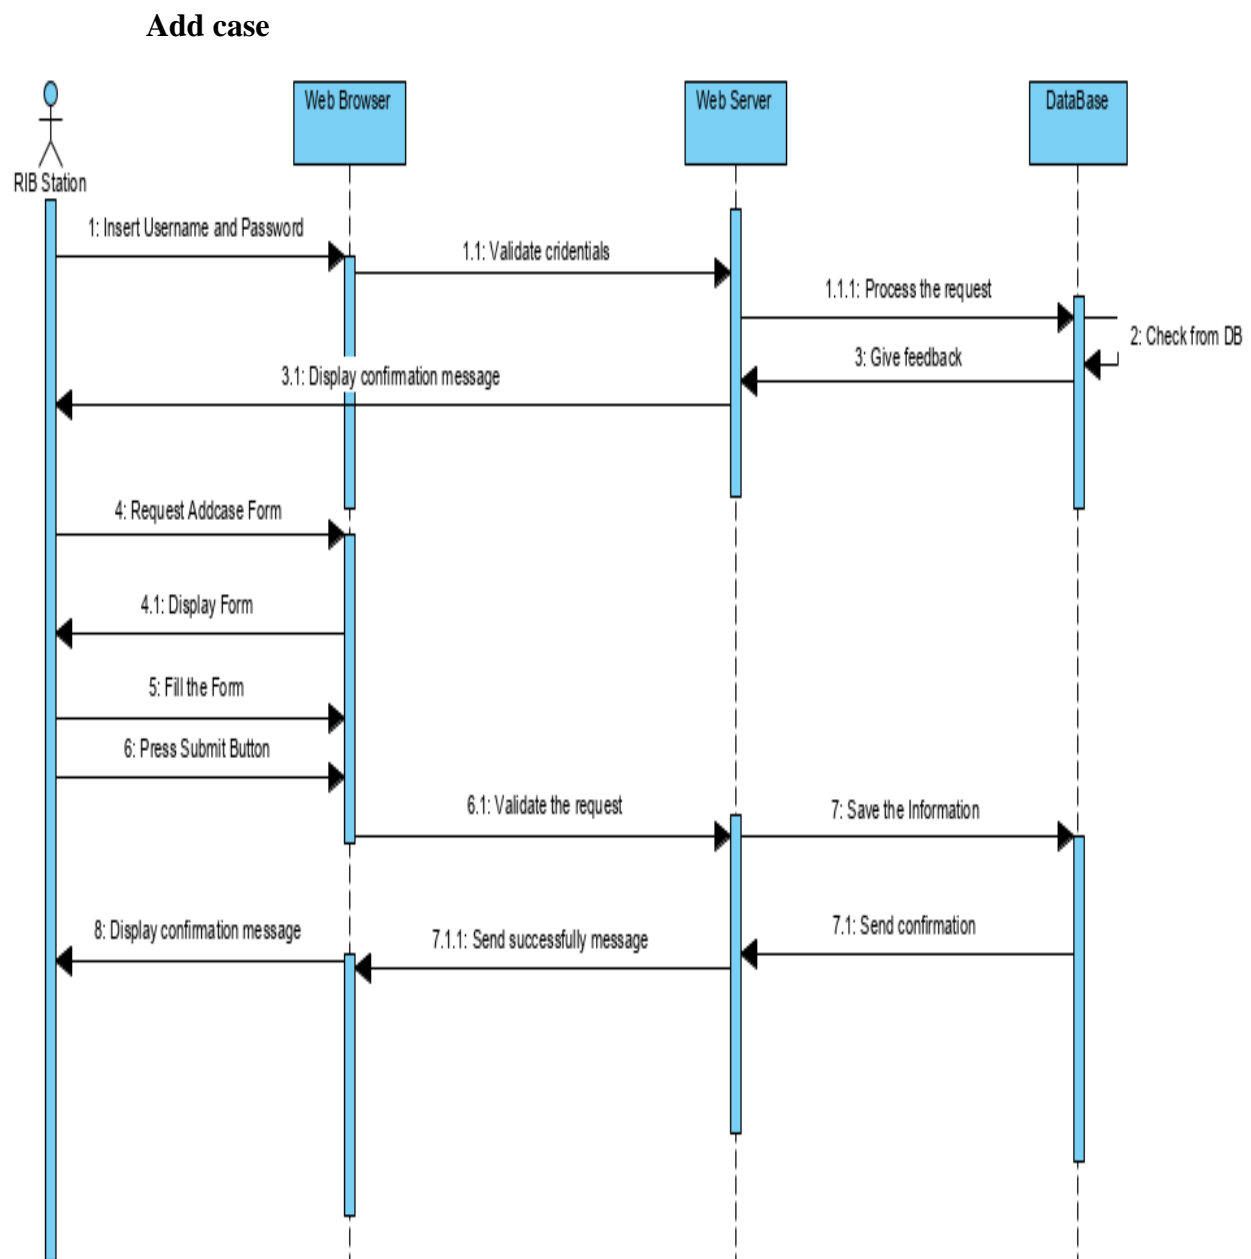 Add case
Web Browser
Web Server
DataBase
RIB Station
1: Insert Username and Password
1.1: Validate cridentials
1.1.1: Process the request
2: Check from DB
3: Give feedback
3.1: Display confirmation message
4: Request Addcase Form
4.1: Display Form
5: Fill the Form
6: Press Submit Button
6.1: Validate the request
7: Save the Information
7.1: Send confirmation
7.1.1: Send successfully message
8: Display confirmation message